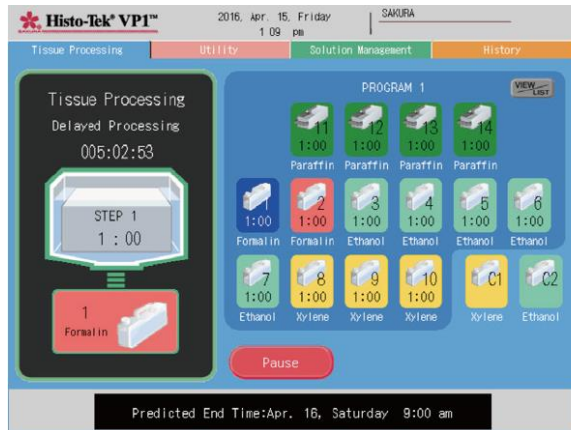 Histo-Tek® VP1™
2016, Apr. 15, Friday
1 09 pm
SAKURA
Tissue Processing
Utility
Solution Management
History
Tissue Processing
Delayed Processing
005:02:53
STEP 1
1 : 00
1
Formalin
PROGRAM 1
VIEW LIST
11 12 13 14
1:00 1:00 1:00 1:00
Paraffin Paraffin Paraffin Paraffin
1 2 3 4 5 6
1:00 1:00 1:00 1:00 1:00 1:00
Formalin Formalin Ethanol Ethanol Ethanol Ethanol
7 8 9 10 C1 C2
1:00 1:00 1:00 1:00
Ethanol Xylene Xylene Xylene Xylene Ethanol
Pause
Predicted End Time:Apr. 16, Saturday 9:00 am